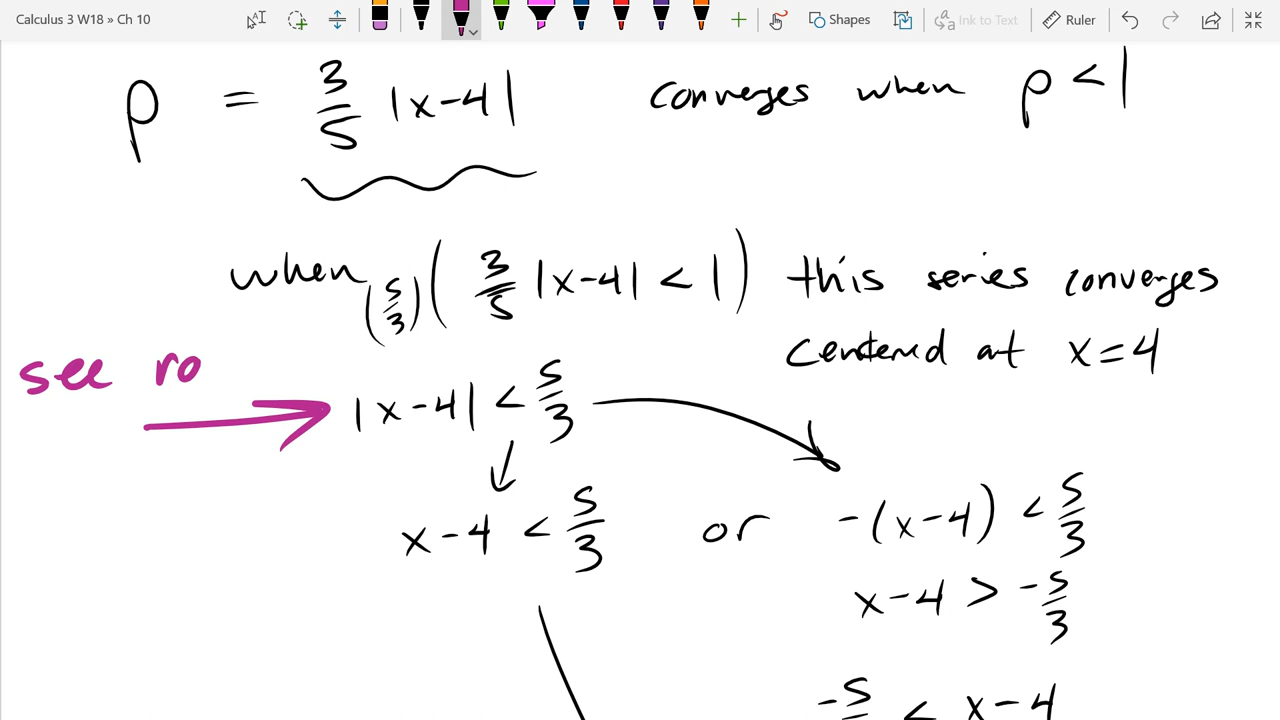 Calculus 3 W18 » Ch 10
Shapes
Ink to Text
Ruler
ρ = 3/5 |x-4| converges when ρ < 1
when (5/3)( 3/5 |x-4| < 1 ) this series converges
centered at x=4
see ro
|x-4| < 5/3
x-4 < 5/3 or -(x-4) < 5/3
x-4 > -5/3
-5 < x-4